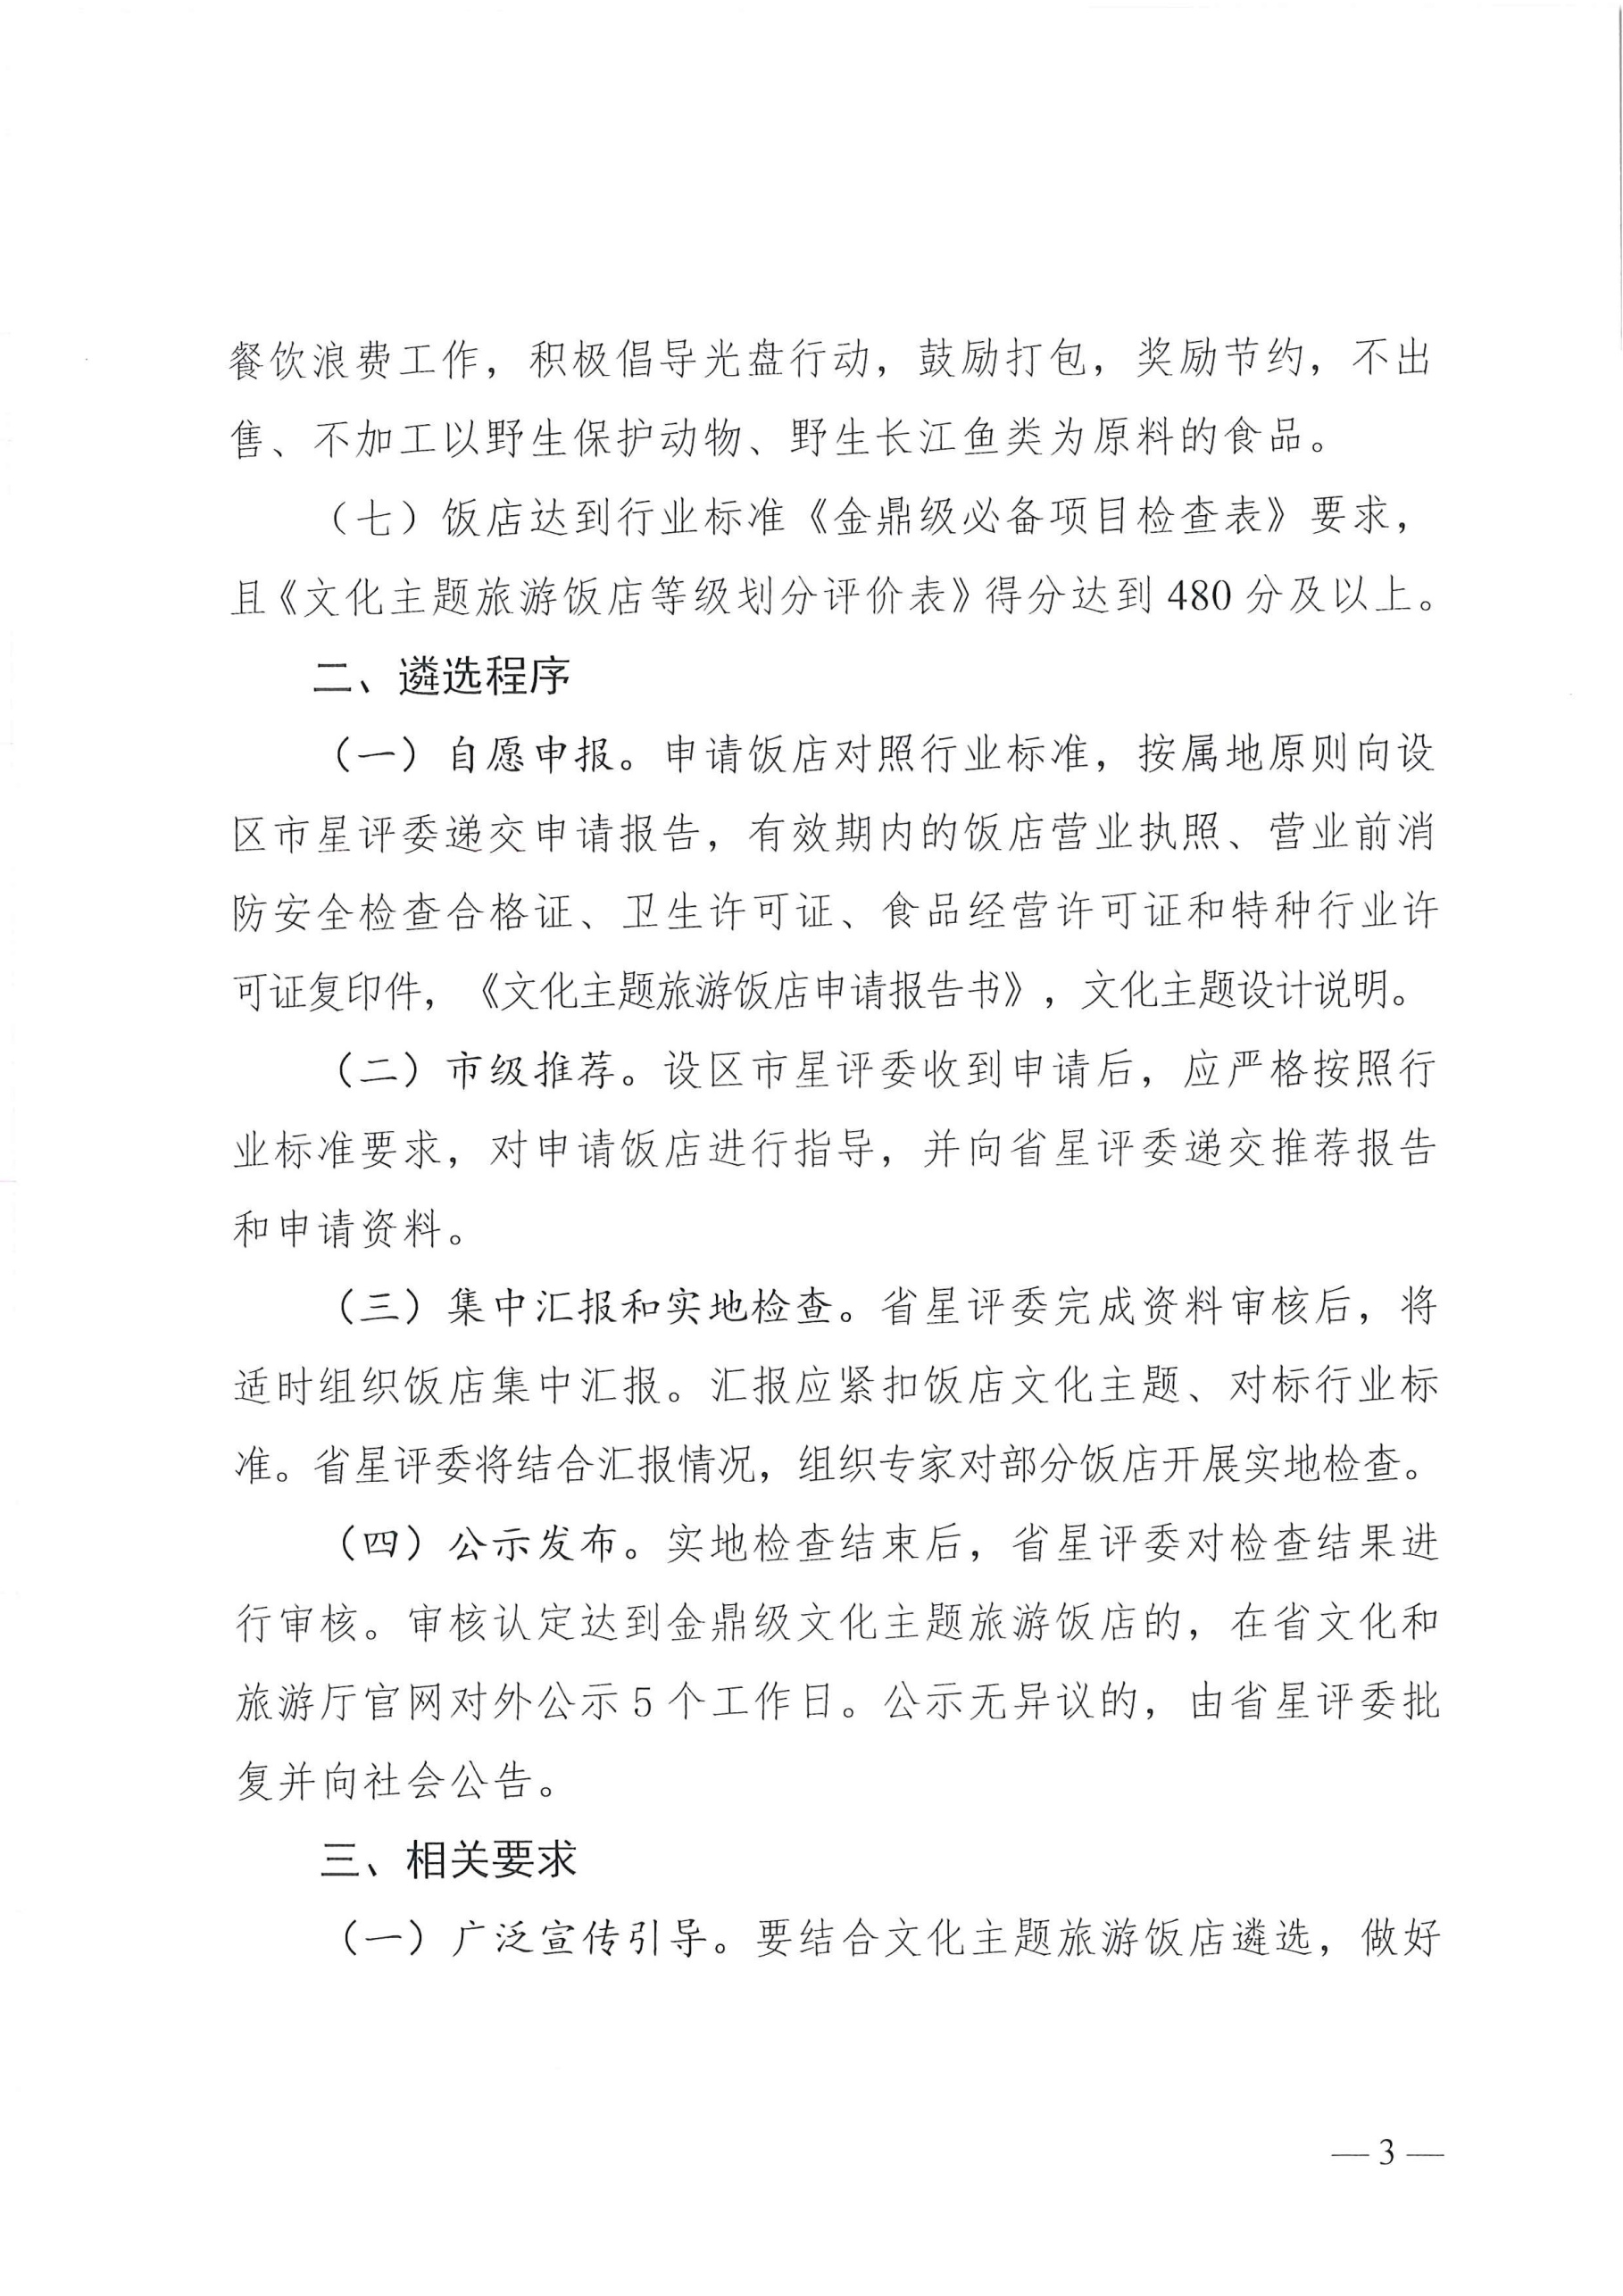 餐饮浪费工作，积极倡导光盘行动，鼓励打包，奖励节约，不出
售、不加工以野生保护动物、野生长江鱼类为原料的食品。
（七）饭店达到行业标准《金鼎级必备项目检查表》要求，
且《文化主题旅游饭店等级划分评价表》得分达到 480 分及以上。
二、遴选程序
（一）自愿申报。申请饭店对照行业标准，按属地原则向设
区市星评委递交申请报告，有效期内的饭店营业执照、营业前消
防安全检查合格证、卫生许可证、食品经营许可证和特种行业许
可证复印件，《文化主题旅游饭店申请报告书》，文化主题设计说明。
（二）市级推荐。设区市星评委收到申请后，应严格按照行
业标准要求，对申请饭店进行指导，并向省星评委递交推荐报告
和申请资料。
（三）集中汇报和实地检查。省星评委完成资料审核后，将
适时组织饭店集中汇报。汇报应紧扣饭店文化主题、对标行业标
准。省星评委将结合汇报情况，组织专家对部分饭店开展实地检查。
（四）公示发布。实地检查结束后，省星评委对检查结果进
行审核。审核认定达到金鼎级文化主题旅游饭店的，在省文化和
旅游厅官网对外公示 5 个工作日。公示无异议的，由省星评委批
复并向社会公告。
三、相关要求
（一）广泛宣传引导。要结合文化主题旅游饭店遴选，做好
— 3 —